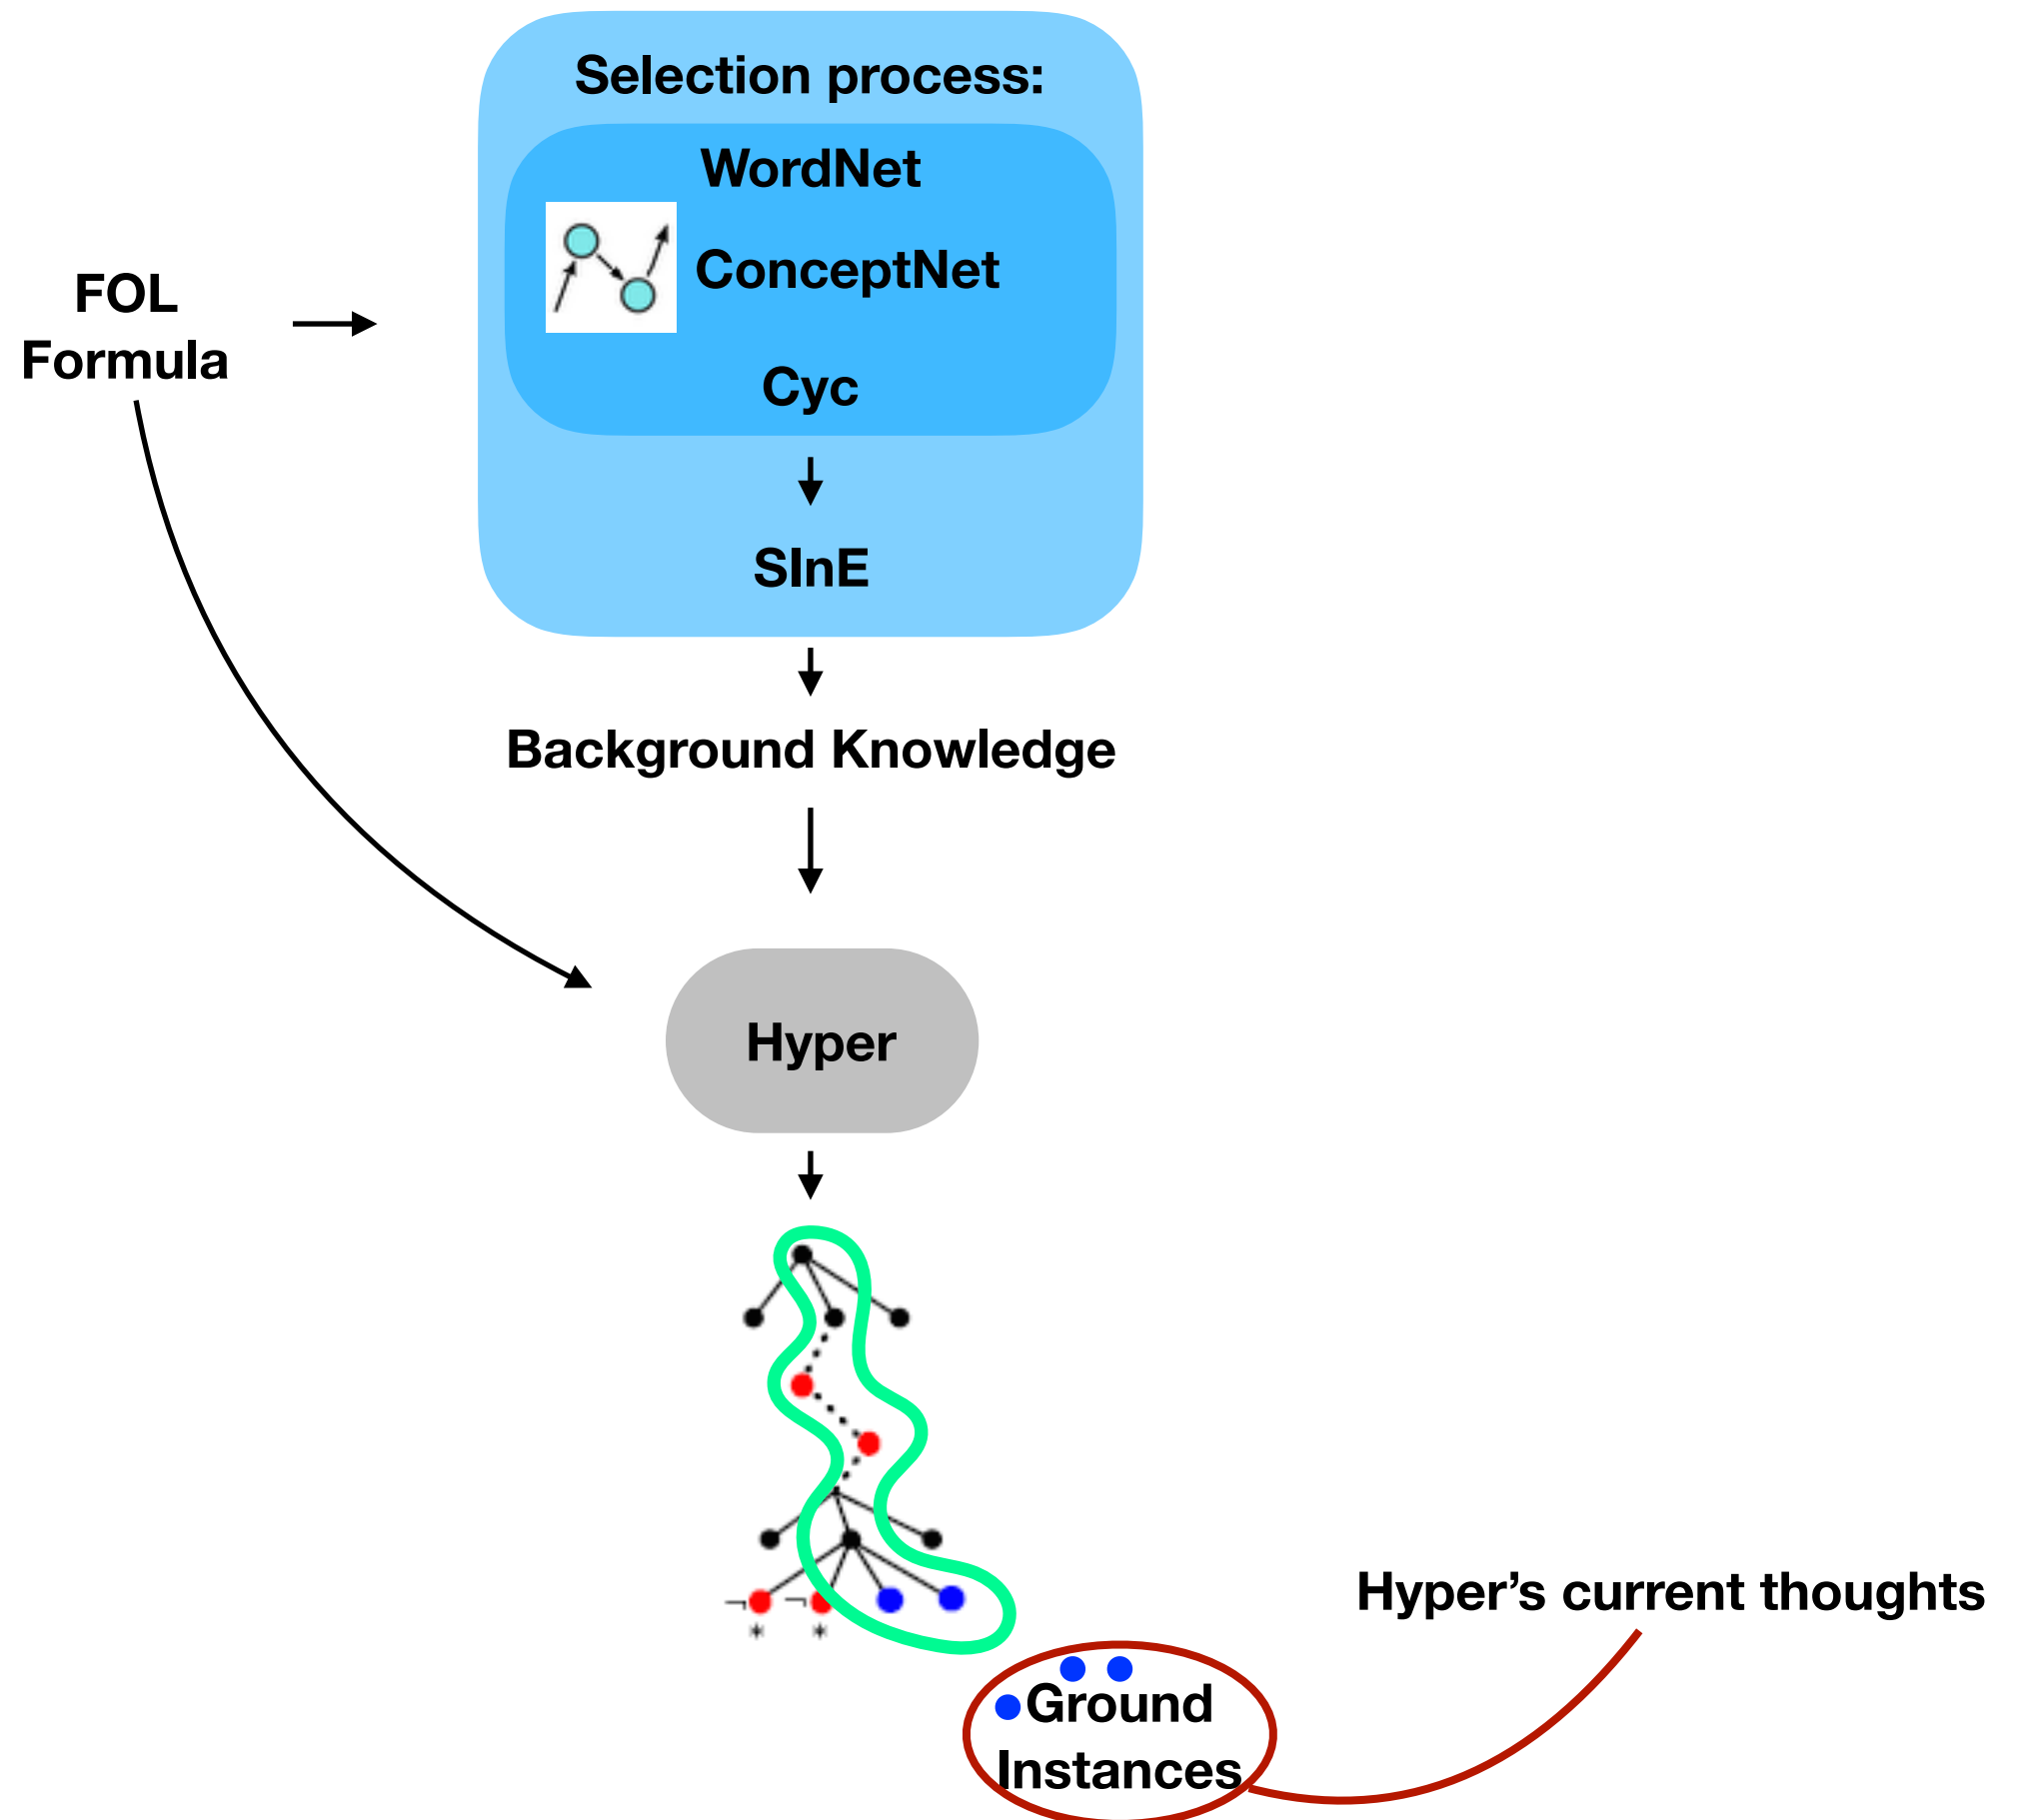 Selection process:
WordNet
ConceptNet
Cyc
SInE
FOL
Formula
Background Knowledge
Hyper
¬ ¬
* *
Hyper’s current thoughts
Ground
Instances